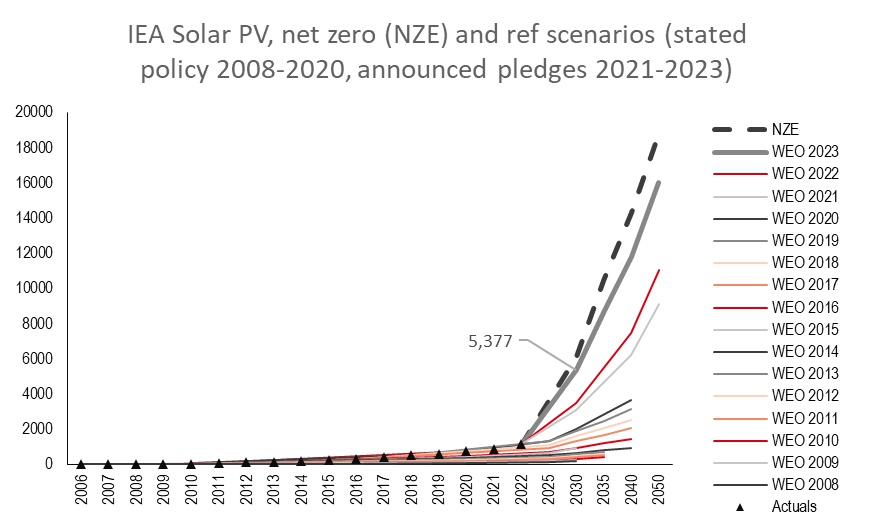 IEA Solar PV, net zero (NZE) and ref scenarios (stated
policy 2008-2020, announced pledges 2021-2023)
20000
18000
16000
14000
12000
10000
8000
6000
4000
2000
0
5,377
2006
2007
2008
2009
2010
2011
2012
2013
2014
2015
2016
2017
2018
2019
2020
2021
2022
2025
2030
2035
2040
2050
NZE
WEO 2023
WEO 2022
WEO 2021
WEO 2020
WEO 2019
WEO 2018
WEO 2017
WEO 2016
WEO 2015
WEO 2014
WEO 2013
WEO 2012
WEO 2011
WEO 2010
WEO 2009
WEO 2008
Actuals